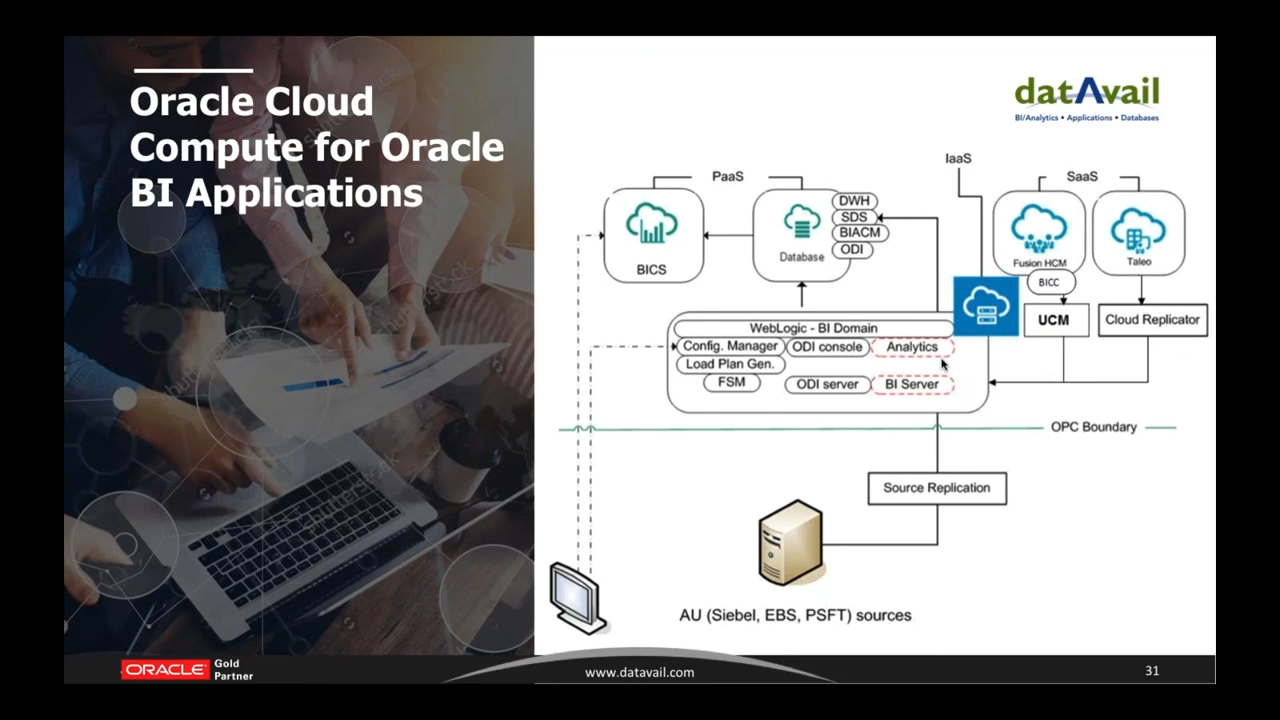 Oracle Cloud
Compute for Oracle
BI Applications
datAvail
BI/Analytics • Applications • Databases
IaaS
PaaS
SaaS
DWH
SDS
BIACM
ODI
BICS
Database
Fusion HCM
Taleo
BICC
UCM
Cloud Replicator
WebLogic - BI Domain
Config. Manager
ODI console
Analytics
Load Plan Gen.
FSM
ODI server
BI Server
OPC Boundary
Source Replication
AU (Siebel, EBS, PSFT) sources
ORACLE
Gold
Partner
www.datavail.com
31